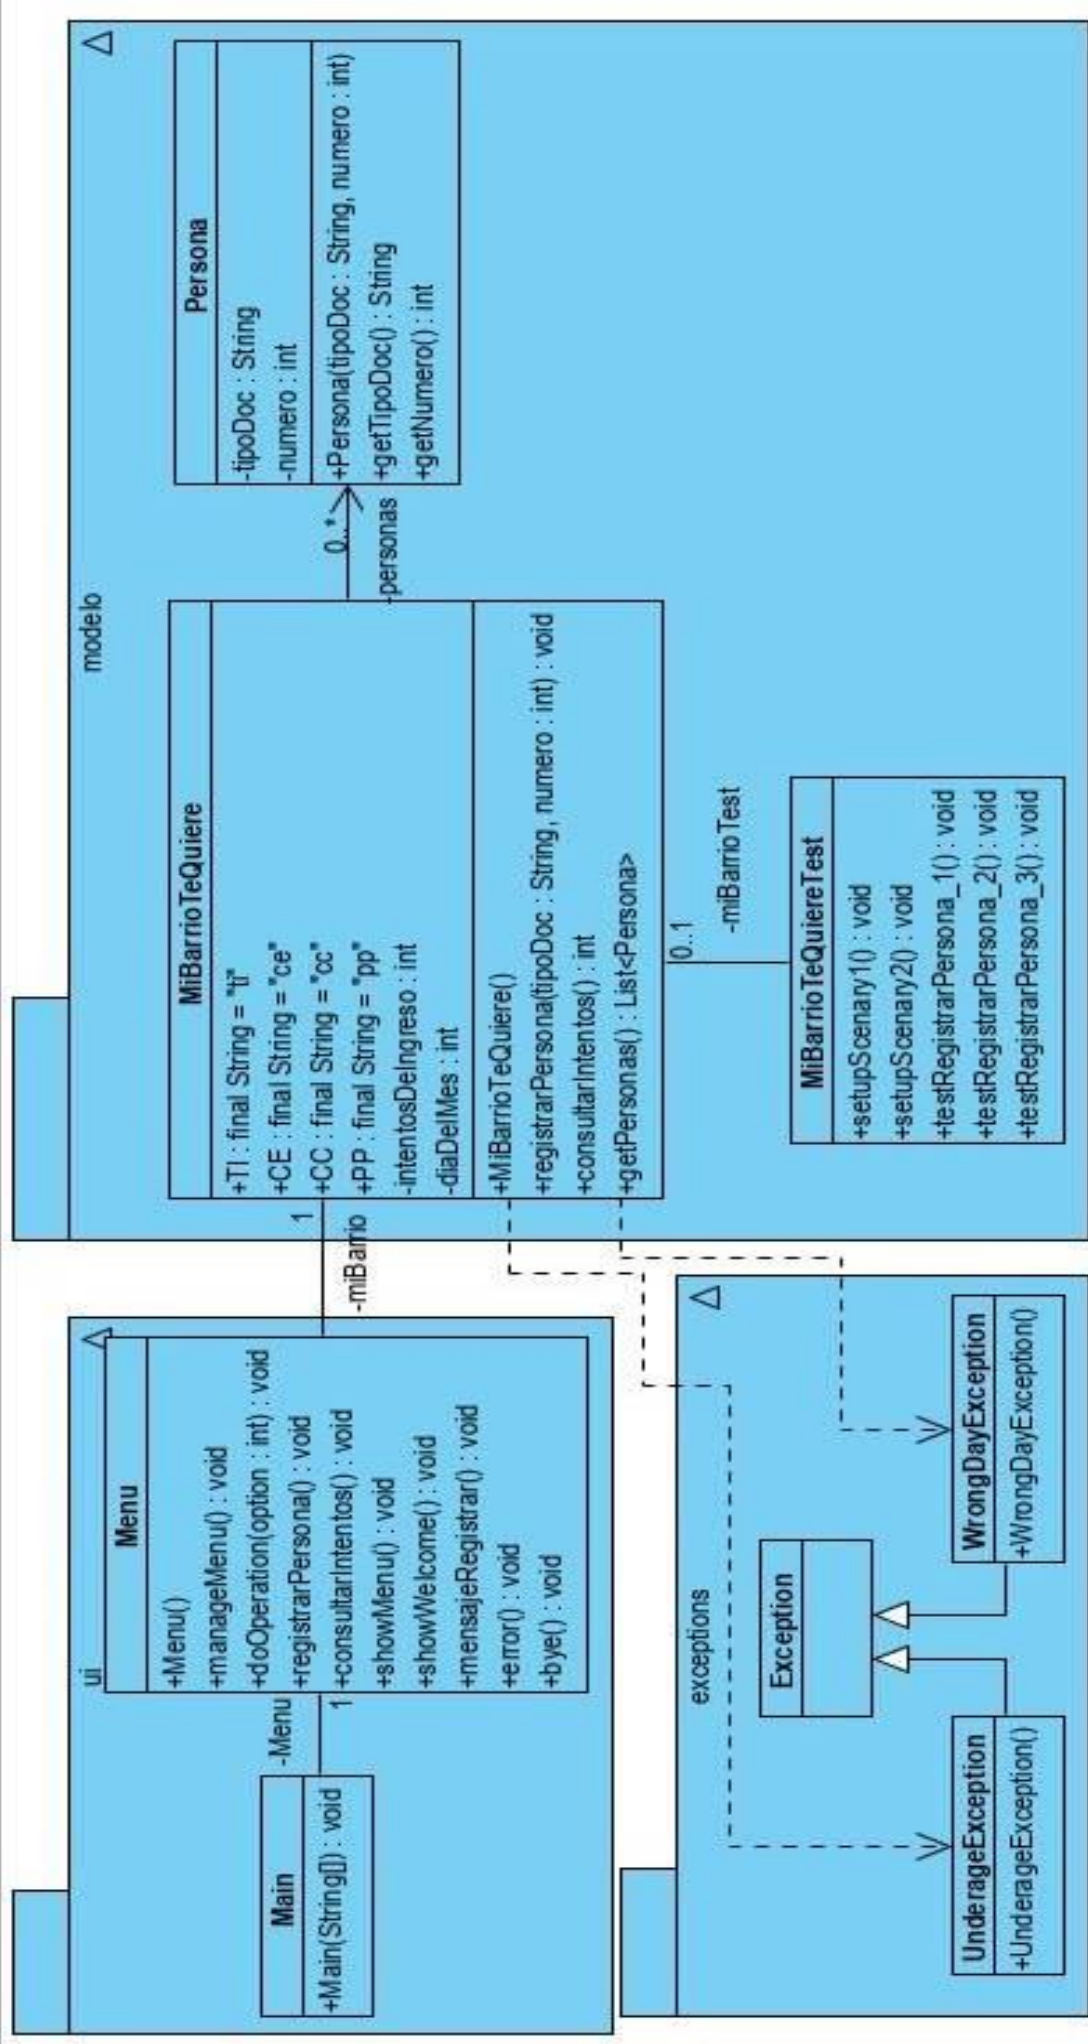 ui
Main
+Main(String[]) : void
-Menu
1
Menu
+Menu()
+manageMenu() : void
+doOperation(option : int) : void
+registrarPersona() : void
+consultarIntentos() : void
+showMenu() : void
+showWelcome() : void
+mensajeRegistrar() : void
+error() : void
+bye() : void
1
-miBarrio
modelo
MiBarrioTeQuiere
+TI : final String = "ti"
+CE : final String = "ce"
+CC : final String = "cc"
+PP : final String = "pp"
-intentosDeIngreso : int
-diaDelMes : int
+MiBarrioTeQuiere()
+registrarPersona(tipoDoc : String, numero : int) : void
+consultarIntentos() : int
+getPersonas() : List<Persona>
0..*
-personas
Persona
-tipoDoc : String
-numero : int
+Persona(tipoDoc : String, numero : int)
+getTipoDoc() : String
+getNumero() : int
0..1
-miBarrioTest
MiBarrioTeQuiereTest
+setupScenary1() : void
+setupScenary2() : void
+testRegistrarPersona_1() : void
+testRegistrarPersona_2() : void
+testRegistrarPersona_3() : void
exceptions
Exception
UnderageException
+UnderageException()
WrongDayException
+WrongDayException()